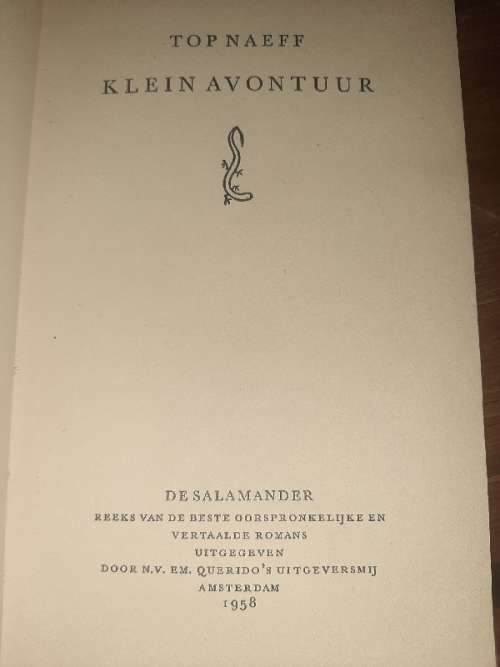 TOP NAEFF
KLEIN AVONTUUR
DE SALAMANDER
REEKS VAN DE BESTE OORSPRONKELIJKE EN
VERTAALDE ROMANS
UITGEGEVEN
DOOR N.V. EM. QUERIDO'S UITGEVERSMIJ
AMSTERDAM
1958